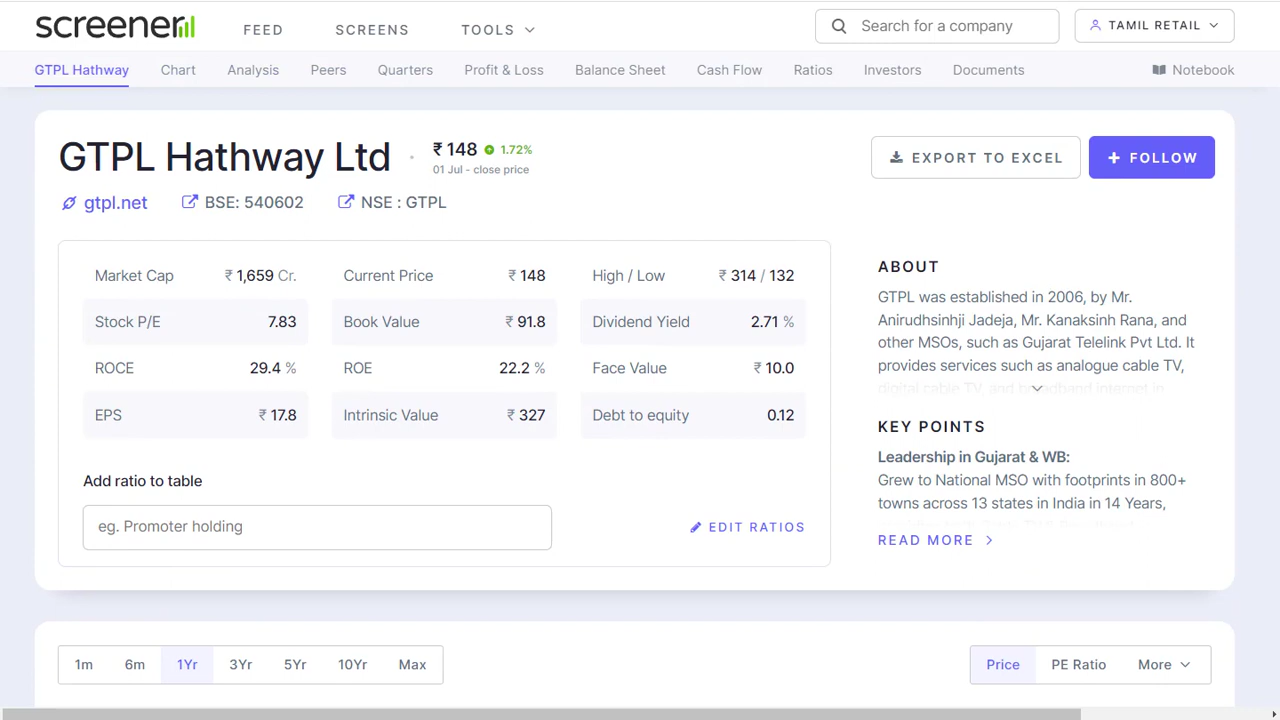 screener
FEED SCREENS TOOLS
Search for a company
TAMIL RETAIL
GTPL Hathway Chart Analysis Peers Quarters Profit & Loss Balance Sheet Cash Flow Ratios Investors Documents Notebook
GTPL Hathway Ltd
₹ 148 1.72%
01 Jul - close price
EXPORT TO EXCEL
+ FOLLOW
gtpl.net BSE: 540602 NSE : GTPL
Market Cap ₹ 1,659 Cr. Current Price ₹ 148 High / Low ₹ 314 / 132
Stock P/E 7.83 Book Value ₹ 91.8 Dividend Yield 2.71 %
ROCE 29.4 % ROE 22.2 % Face Value ₹ 10.0
EPS ₹ 17.8 Intrinsic Value ₹ 327 Debt to equity 0.12
Add ratio to table
eg. Promoter holding
EDIT RATIOS
ABOUT
GTPL was established in 2006, by Mr.
Anirudhsinhji Jadeja, Mr. Kanaksinh Rana, and
other MSOs, such as Gujarat Telelink Pvt Ltd. It
provides services such as analogue cable TV,
digital cable TV, and broadband internet in
KEY POINTS
Leadership in Gujarat & WB:
Grew to National MSO with footprints in 800+
towns across 13 states in India in 14 Years,
READ MORE
1m 6m 1Yr 3Yr 5Yr 10Yr Max
Price PE Ratio More